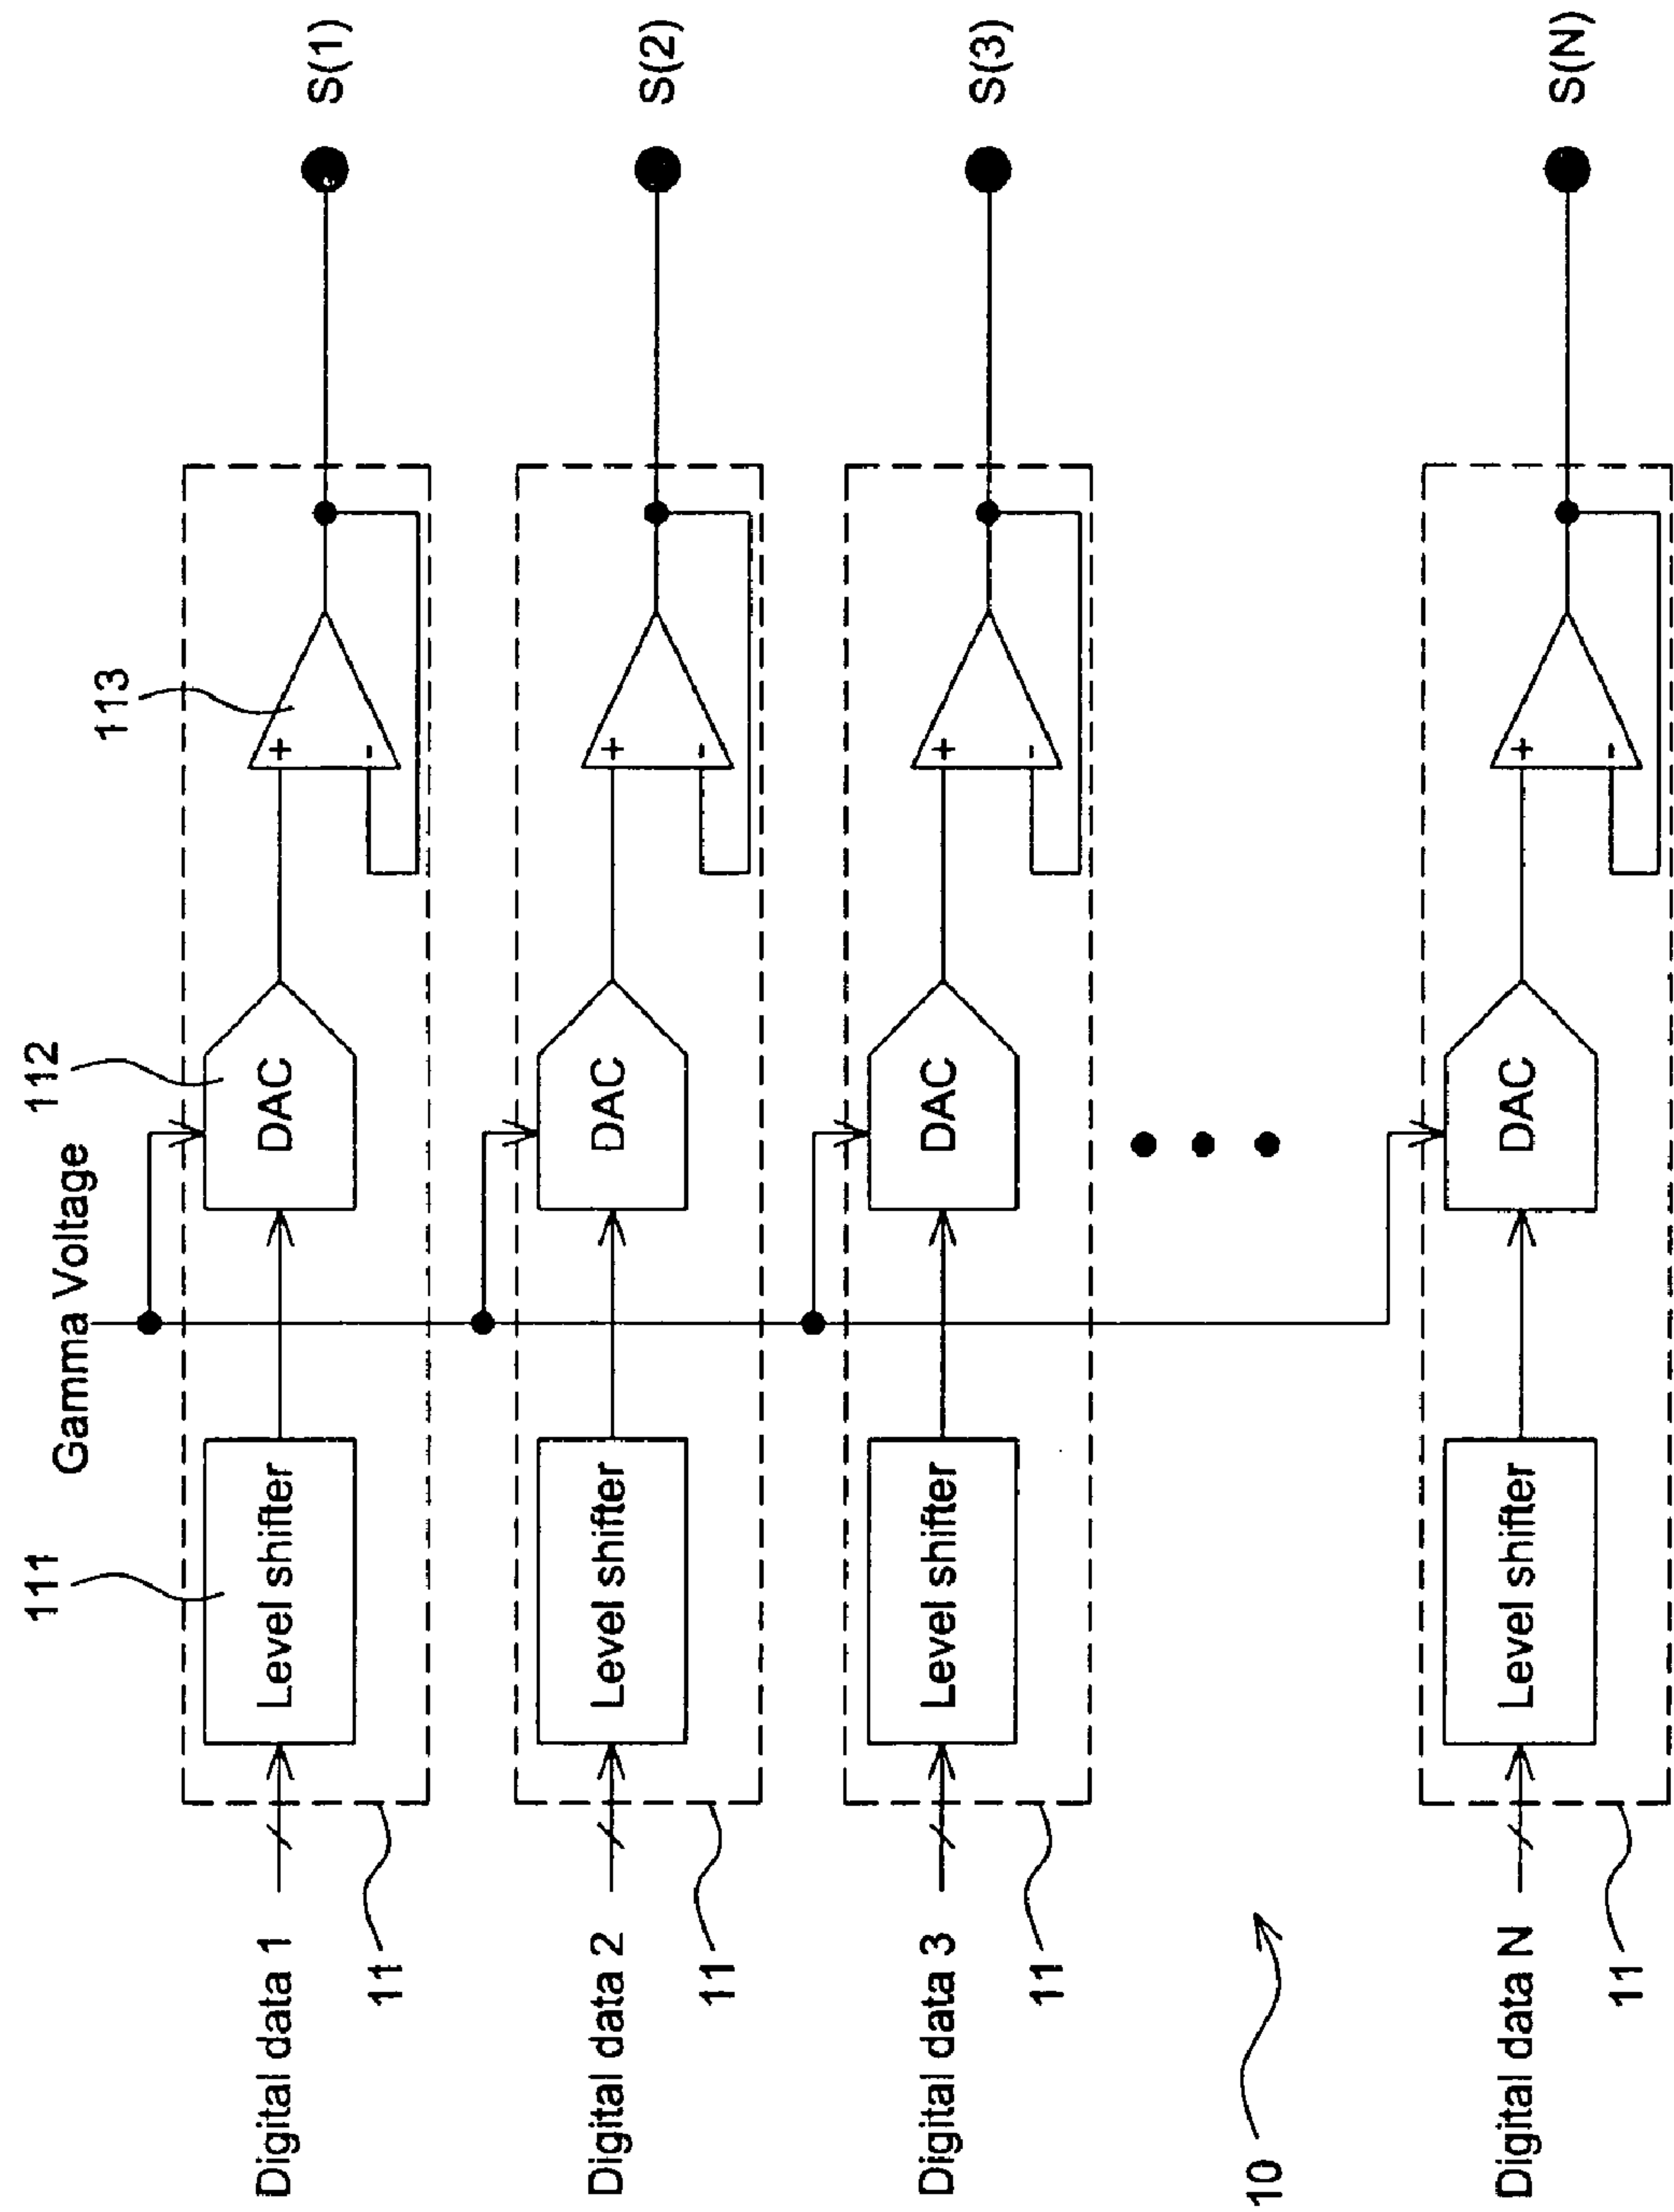 Gamma Voltage
111
112
113
Digital data 1
Level shifter
DAC
+
-
S(1)
11
Digital data 2
Level shifter
DAC
+
-
S(2)
11
Digital data 3
Level shifter
DAC
+
-
S(3)
11
10
Digital data N
Level shifter
DAC
+
-
S(N)
11